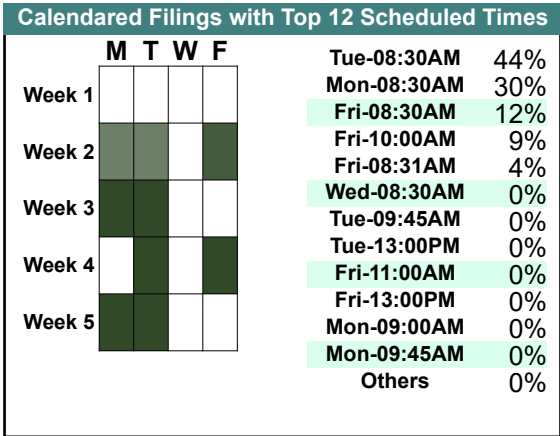 Calendared Filings with Top 12 Scheduled Times
M T W F
Week 1
Week 2
Week 3
Week 4
Week 5
Tue-08:30AM 44%
Mon-08:30AM 30%
Fri-08:30AM 12%
Fri-10:00AM 9%
Fri-08:31AM 4%
Wed-08:30AM 0%
Tue-09:45AM 0%
Tue-13:00PM 0%
Fri-11:00AM 0%
Fri-13:00PM 0%
Mon-09:00AM 0%
Mon-09:45AM 0%
Others 0%